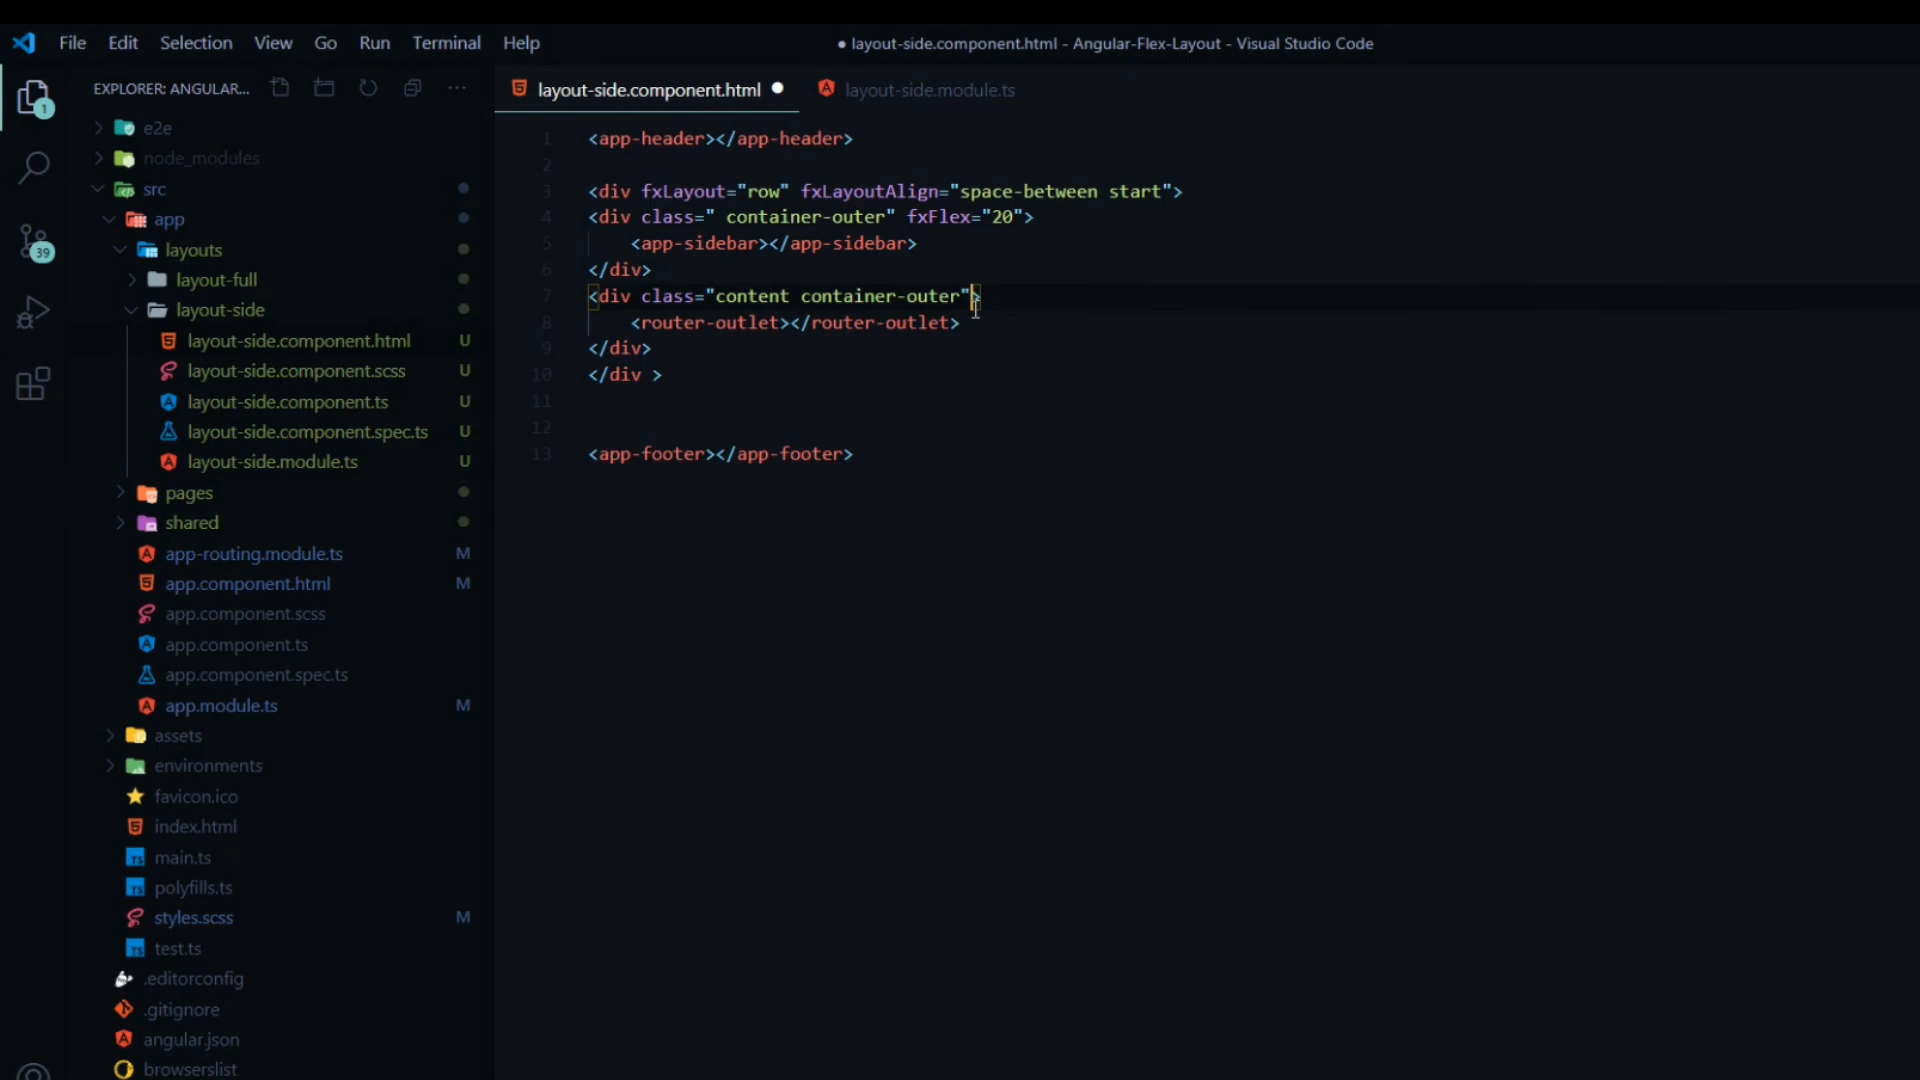 File Edit Selection View Go Run Terminal Help
● layout-side.component.html - Angular-Flex-Layout - Visual Studio Code
EXPLORER: ANGULAR... ···
layout-side.component.html
layout-side.module.ts
1
39
e2e
node_modules
src
app
layouts
layout-full
layout-side
layout-side.component.html U
layout-side.component.scss U
layout-side.component.ts U
layout-side.component.spec.ts U
layout-side.module.ts U
pages
shared
app-routing.module.ts M
app.component.html M
app.component.scss
app.component.ts
app.component.spec.ts
app.module.ts M
assets
environments
favicon.ico
index.html
main.ts
polyfills.ts
styles.scss M
test.ts
.editorconfig
.gitignore
angular.json
browserslist
1 <app-header></app-header>
2
3 <div fxLayout="row" fxLayoutAlign="space-between start">
4 <div class=" container-outer" fxFlex="20">
5 <app-sidebar></app-sidebar>
6 </div>
7 <div class="content container-outer">
8 <router-outlet></router-outlet>
9 </div>
10 </div >
11
12
13 <app-footer></app-footer>